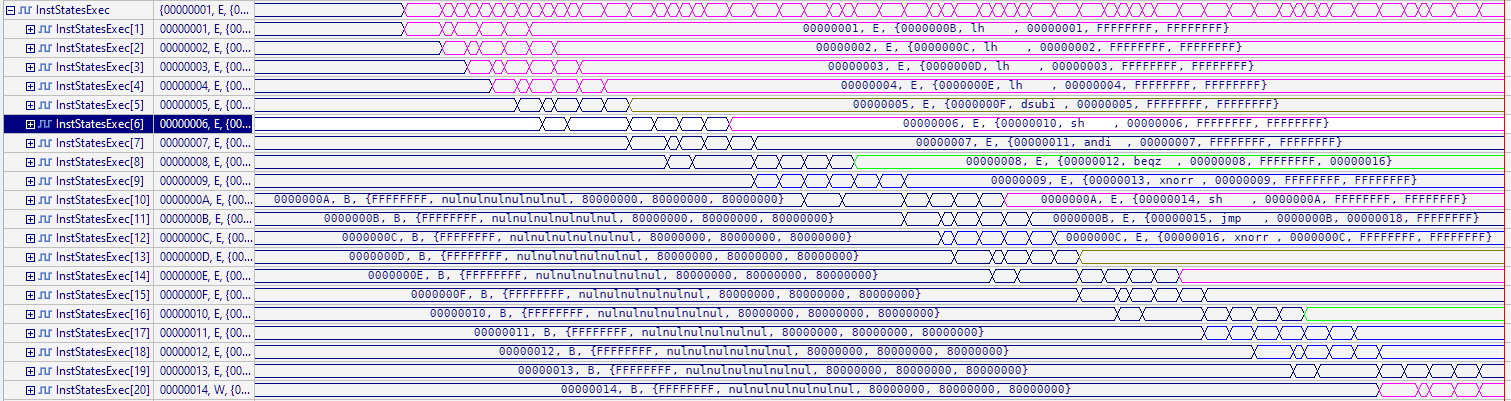 InstStatesExec {00000001, E, {0...
InstStatesExec[1] 00000001, E, {00... 00000001, E, {0000000B, lh , 00000001, FFFFFFFF, FFFFFFFF}
InstStatesExec[2] 00000002, E, {00... 00000002, E, {0000000C, lh , 00000002, FFFFFFFF, FFFFFFFF}
InstStatesExec[3] 00000003, E, {00... 00000003, E, {0000000D, lh , 00000003, FFFFFFFF, FFFFFFFF}
InstStatesExec[4] 00000004, E, {00... 00000004, E, {0000000E, lh , 00000004, FFFFFFFF, FFFFFFFF}
InstStatesExec[5] 00000005, E, {00... 00000005, E, {0000000F, dsubi , 00000005, FFFFFFFF, FFFFFFFF}
InstStatesExec[6] 00000006, E, {00... 00000006, E, {00000010, sh , 00000006, FFFFFFFF, FFFFFFFF}
InstStatesExec[7] 00000007, E, {00... 00000007, E, {00000011, andi , 00000007, FFFFFFFF, FFFFFFFF}
InstStatesExec[8] 00000008, E, {00... 00000008, E, {00000012, beqz , 00000008, FFFFFFFF, 00000016}
InstStatesExec[9] 00000009, E, {00... 00000009, E, {00000013, xnorr , 00000009, FFFFFFFF, FFFFFFFF}
InstStatesExec[10] 0000000A, E, {00... 0000000A, B, {FFFFFFFF, nulnulnulnulnulnul, 80000000, 80000000, 80000000} 0000000A, E, {00000014, sh , 0000000A, FFFFFFFF, FFFFFFFF}
InstStatesExec[11] 0000000B, E, {00... 0000000B, B, {FFFFFFFF, nulnulnulnulnulnul, 80000000, 80000000, 80000000} 0000000B, E, {00000015, jmp , 0000000B, 00000018, FFFFFFFF}
InstStatesExec[12] 0000000C, E, {00... 0000000C, B, {FFFFFFFF, nulnulnulnulnulnul, 80000000, 80000000, 80000000} 0000000C, E, {00000016, xnorr , 0000000C, FFFFFFFF, FFFFFFFF}
InstStatesExec[13] 0000000D, E, {00... 0000000D, B, {FFFFFFFF, nulnulnulnulnulnul, 80000000, 80000000, 80000000}
InstStatesExec[14] 0000000E, E, {00... 0000000E, B, {FFFFFFFF, nulnulnulnulnulnul, 80000000, 80000000, 80000000}
InstStatesExec[15] 0000000F, E, {00... 0000000F, B, {FFFFFFFF, nulnulnulnulnulnul, 80000000, 80000000, 80000000}
InstStatesExec[16] 00000010, E, {00... 00000010, B, {FFFFFFFF, nulnulnulnulnulnul, 80000000, 80000000, 80000000}
InstStatesExec[17] 00000011, E, {00... 00000011, B, {FFFFFFFF, nulnulnulnulnulnul, 80000000, 80000000, 80000000}
InstStatesExec[18] 00000012, E, {00... 00000012, B, {FFFFFFFF, nulnulnulnulnulnul, 80000000, 80000000, 80000000}
InstStatesExec[19] 00000013, E, {00... 00000013, B, {FFFFFFFF, nulnulnulnulnulnul, 80000000, 80000000, 80000000}
InstStatesExec[20] 00000014, W, {0... 00000014, B, {FFFFFFFF, nulnulnulnulnulnul, 80000000, 80000000, 80000000}